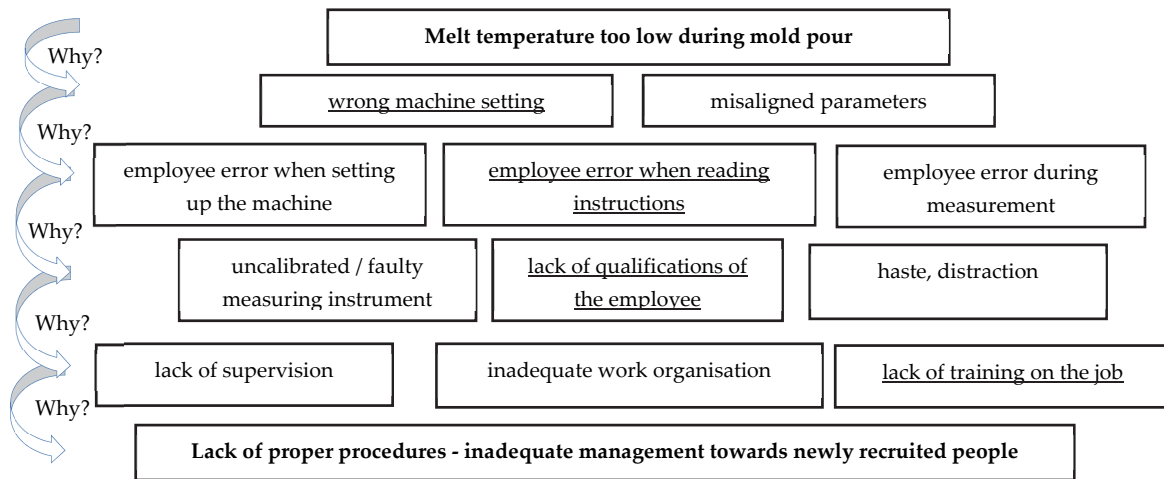 Melt temperature too low during mold pour
Why?
wrong machine setting
misaligned parameters
Why?
employee error when setting
up the machine
employee error when reading
instructions
employee error during
measurement
Why?
uncalibrated / faulty
measuring instrument
lack of qualifications of
the employee
haste, distraction
Why?
lack of supervision
inadequate work organisation
lack of training on the job
Why?
Lack of proper procedures - inadequate management towards newly recruited people